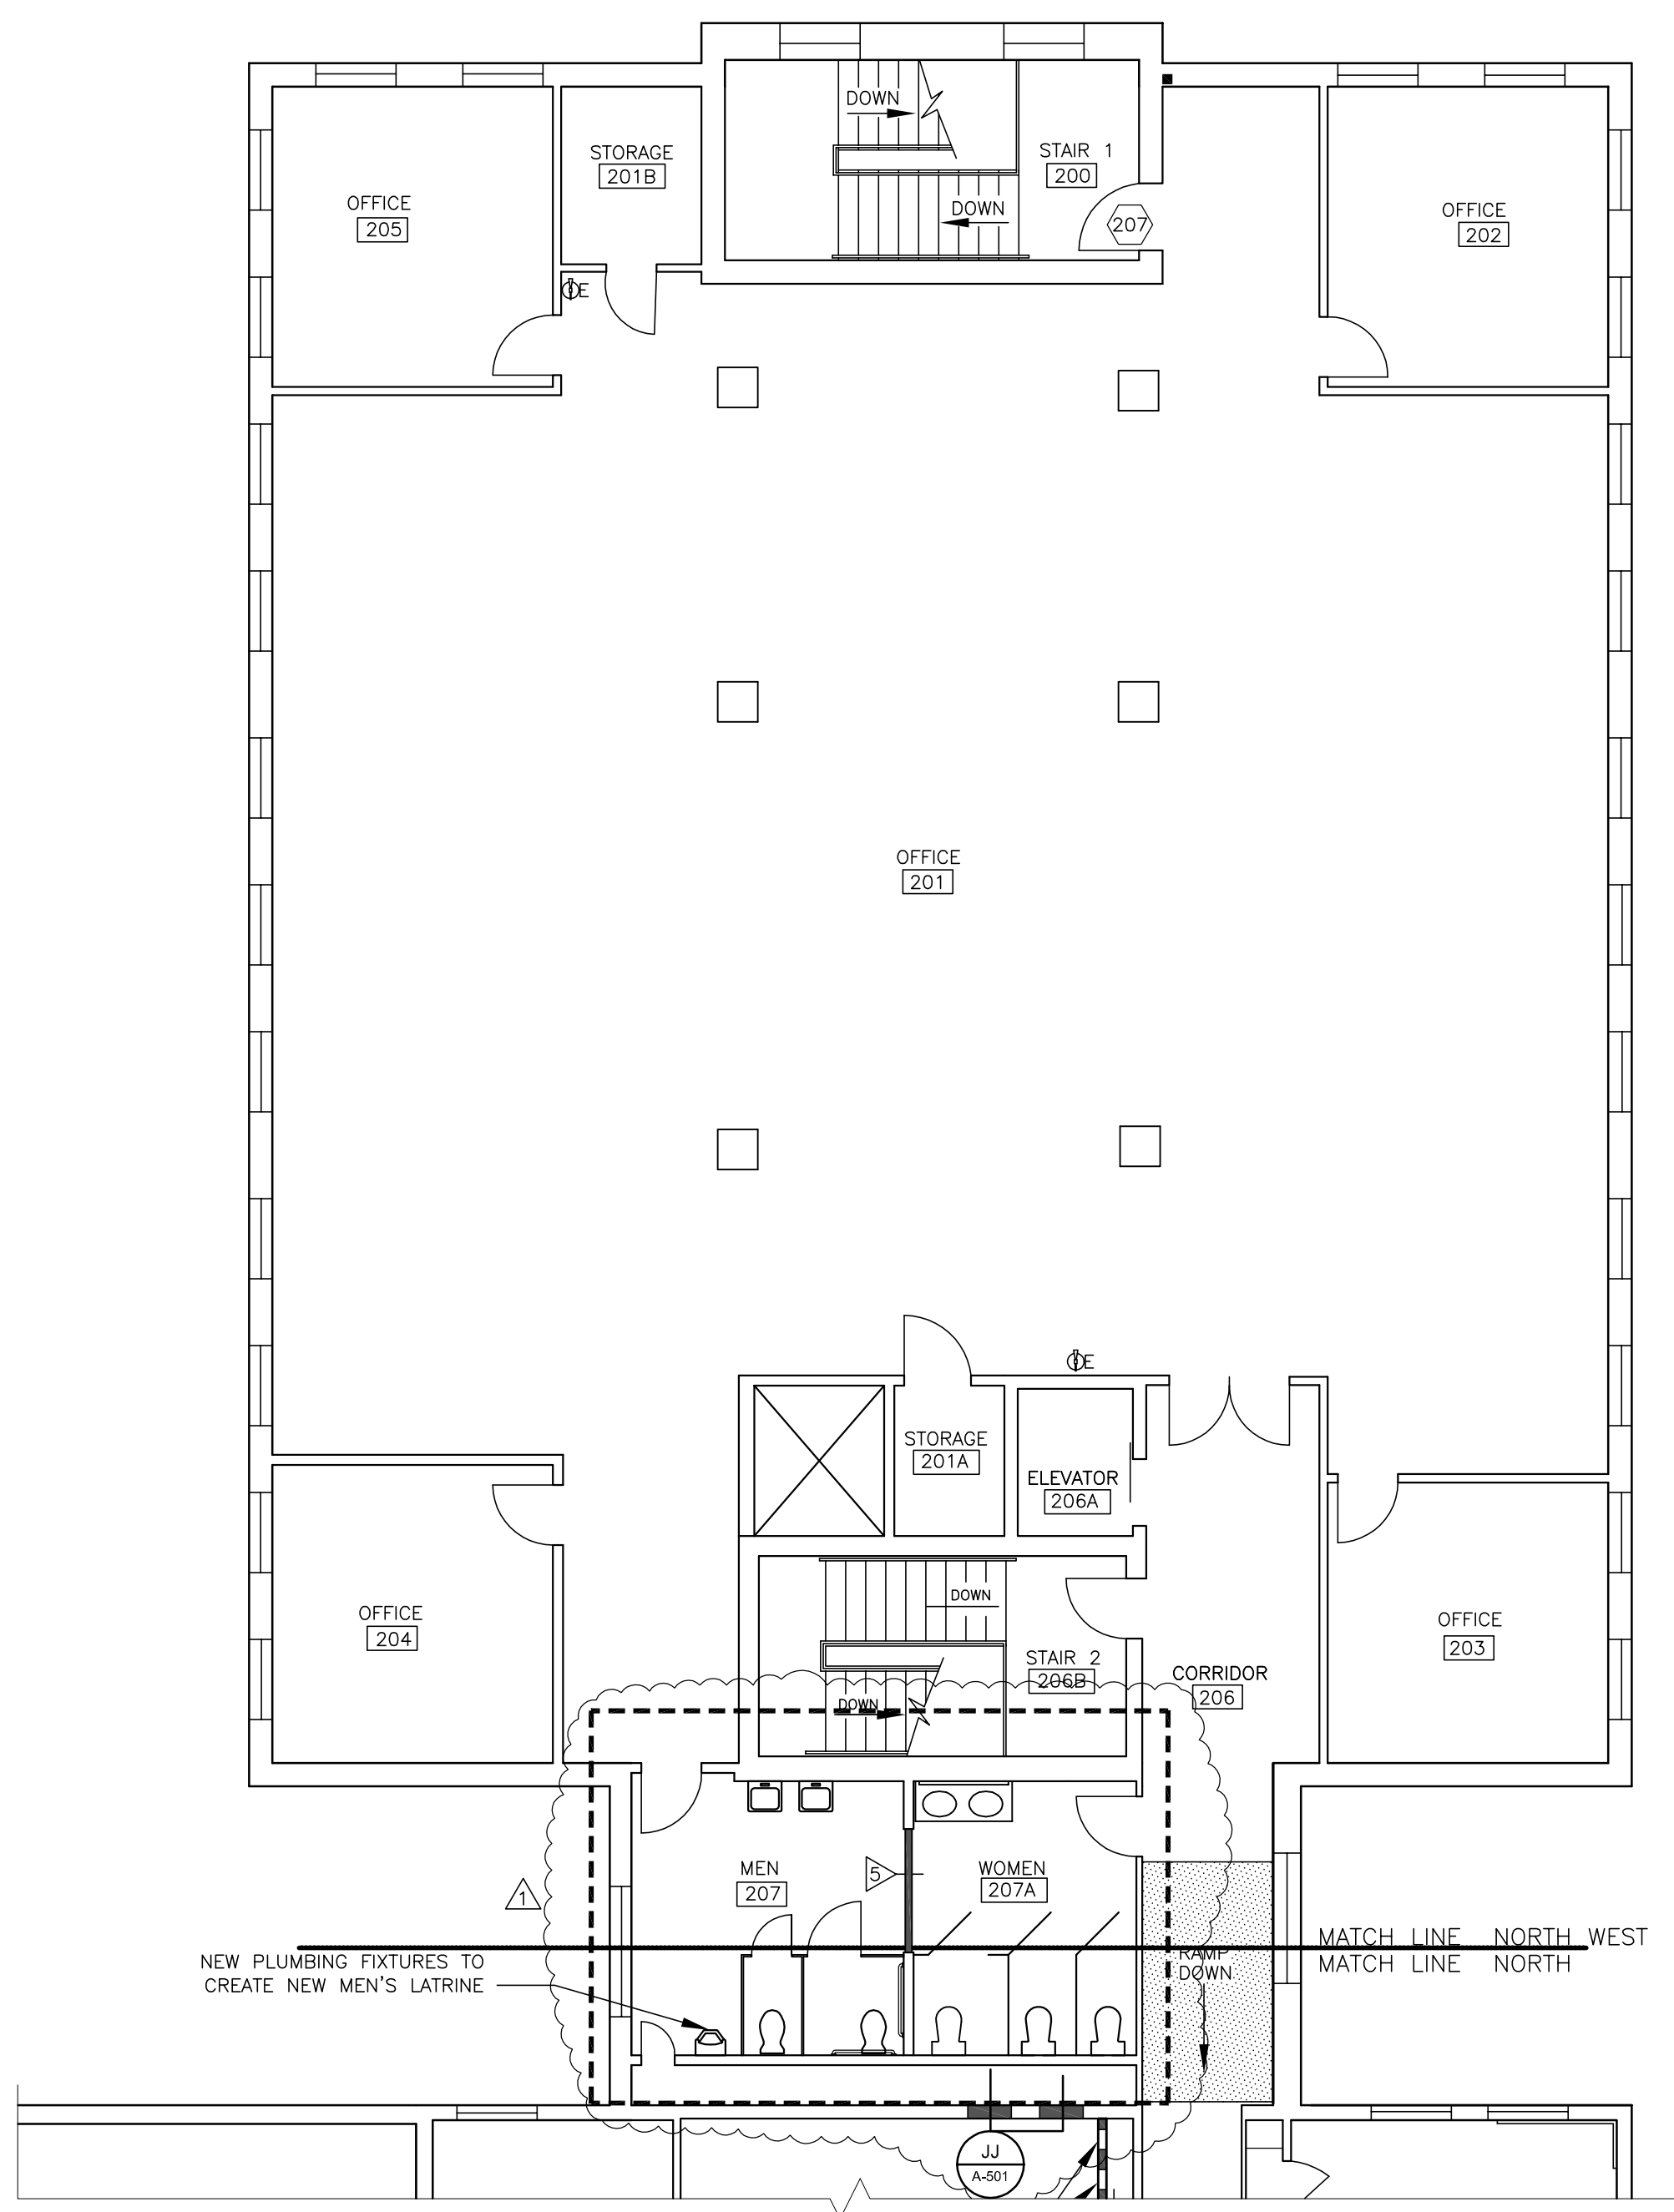 DOWN
STORAGE
201B
STAIR 1
200
OFFICE
205
DOWN
207
OFFICE
202
E
OFFICE
201
E
STORAGE
201A
ELEVATOR
206A
DOWN
OFFICE
204
OFFICE
203
STAIR 2
206B
CORRIDOR
206
DOWN
MEN
207
5
WOMEN
207A
1
MATCH LINE NORTH WEST
MATCH LINE NORTH
RAMP
DOWN
NEW PLUMBING FIXTURES TO
CREATE NEW MEN'S LATRINE
JJ
A-501